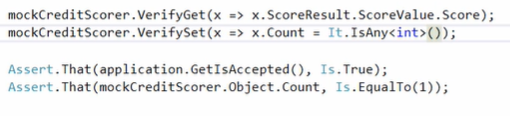 mockCreditScorer.VerifyGet(x => x.ScoreResult.ScoreValue.Score);
mockCreditScorer.VerifySet(x => x.Count = It.IsAny<int>());
Assert.That(application.GetIsAccepted(), Is.True);
Assert.That(mockCreditScorer.Object.Count, Is.EqualTo(1));